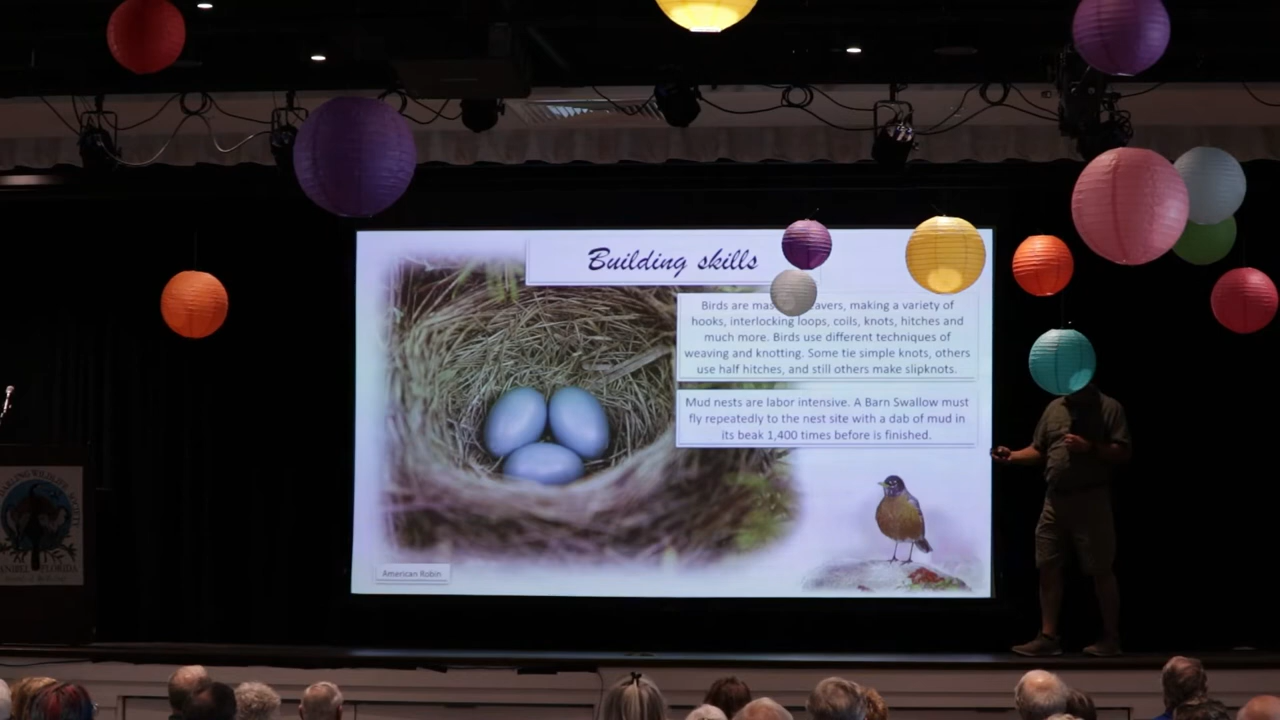 Building skills
Birds are avers, making a variety of
hooks, interlocking loops, coils, knots, hitches and
much more. Birds use different techniques of
weaving and knotting. Some tie simple knots, others
use half hitches, and still others make slipknots.
Mud nests are labor intensive. A Barn Swallow must
fly repeatedly to the nest site with a dab of mud in
its beak 1,400 times before is finished.
American Robin
WILDLIFE SOCIETY
FLORIDA